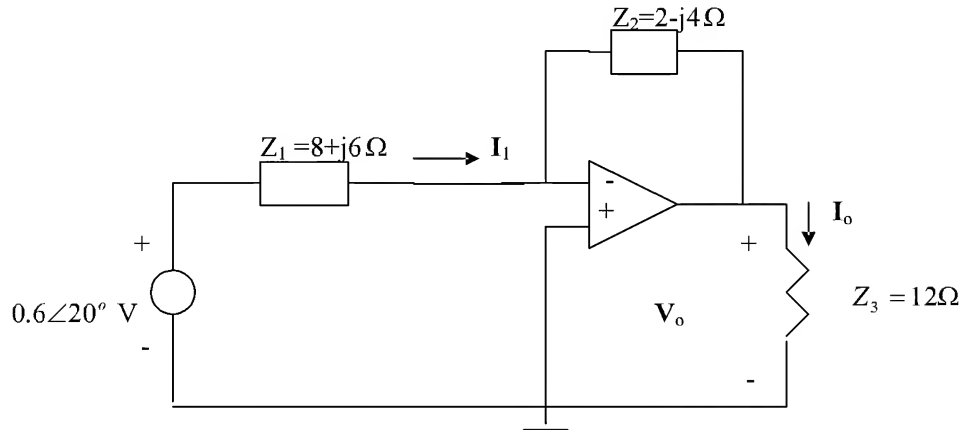 Z₂=2-j4Ω
Z₁ =8+j6Ω
I₁
-
+
Iₒ
+
+
0.6∠20° V
Vₒ
Z₃ =12Ω
-
-